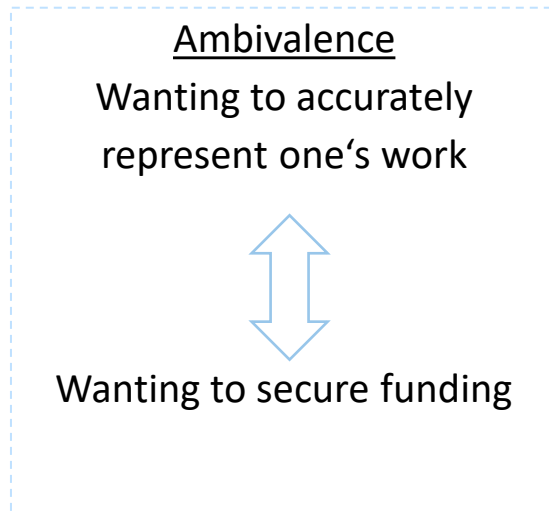 Ambivalence
Wanting to accurately
represent one‘s work
Wanting to secure funding